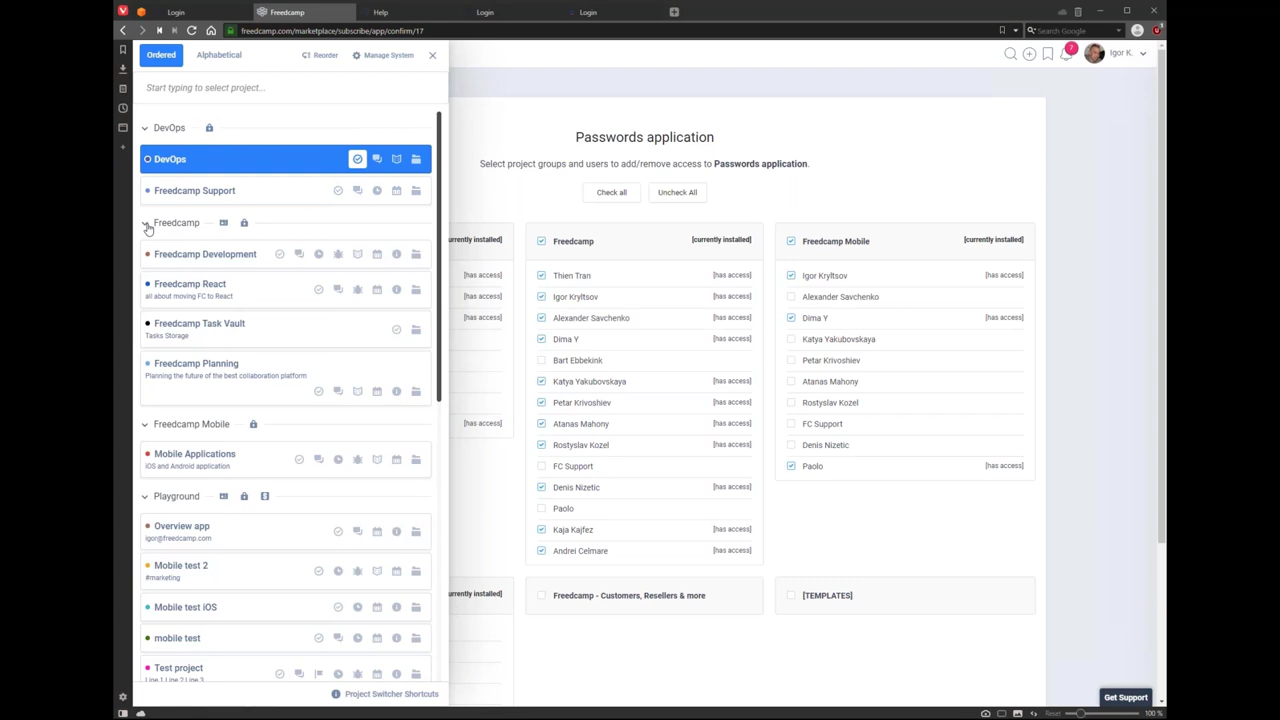 Login
Freedcamp
Help
Login
Login
freedcamp.com/marketplace/subscribe/app/confirm/17
Search Google
Ordered
Alphabetical
Reorder
Manage System
7
Igor K.
Start typing to select project...
DevOps
DevOps
Freedcamp Support
Freedcamp
Freedcamp Development
Freedcamp React
all about moving FC to React
Freedcamp Task Vault
Tasks Storage
Freedcamp Planning
Planning the future of the best collaboration platform
Freedcamp Mobile
Mobile Applications
iOS and Android application
Playground
Overview app
igor@freedcamp.com
Mobile test 2
#marketing
Mobile test iOS
mobile test
Test project
Line 1 Line 2 Line 3
Project Switcher Shortcuts
Passwords application
Select project groups and users to add/remove access to Passwords application.
Check all
Uncheck All
currently installed]
[has access]
[has access]
[has access]
[has access]
Freedcamp [currently installed]
Thien Tran [has access]
Igor Kryltsov [has access]
Alexander Savchenko [has access]
Dima Y [has access]
Bart Ebbekink
Katya Yakubovskaya [has access]
Petar Krivoshiev [has access]
Atanas Mahony [has access]
Rostyslav Kozel [has access]
FC Support
Denis Nizetic [has access]
Paolo
Kaja Kajfez [has access]
Andrei Celmare [has access]
Freedcamp Mobile [currently installed]
Igor Kryltsov [has access]
Alexander Savchenko
Dima Y [has access]
Katya Yakubovskaya
Petar Krivoshiev
Atanas Mahony
Rostyslav Kozel
FC Support
Denis Nizetic
Paolo [has access]
currently installed]
Freedcamp - Customers, Resellers & more
[TEMPLATES]
Get Support
Reset
100 %